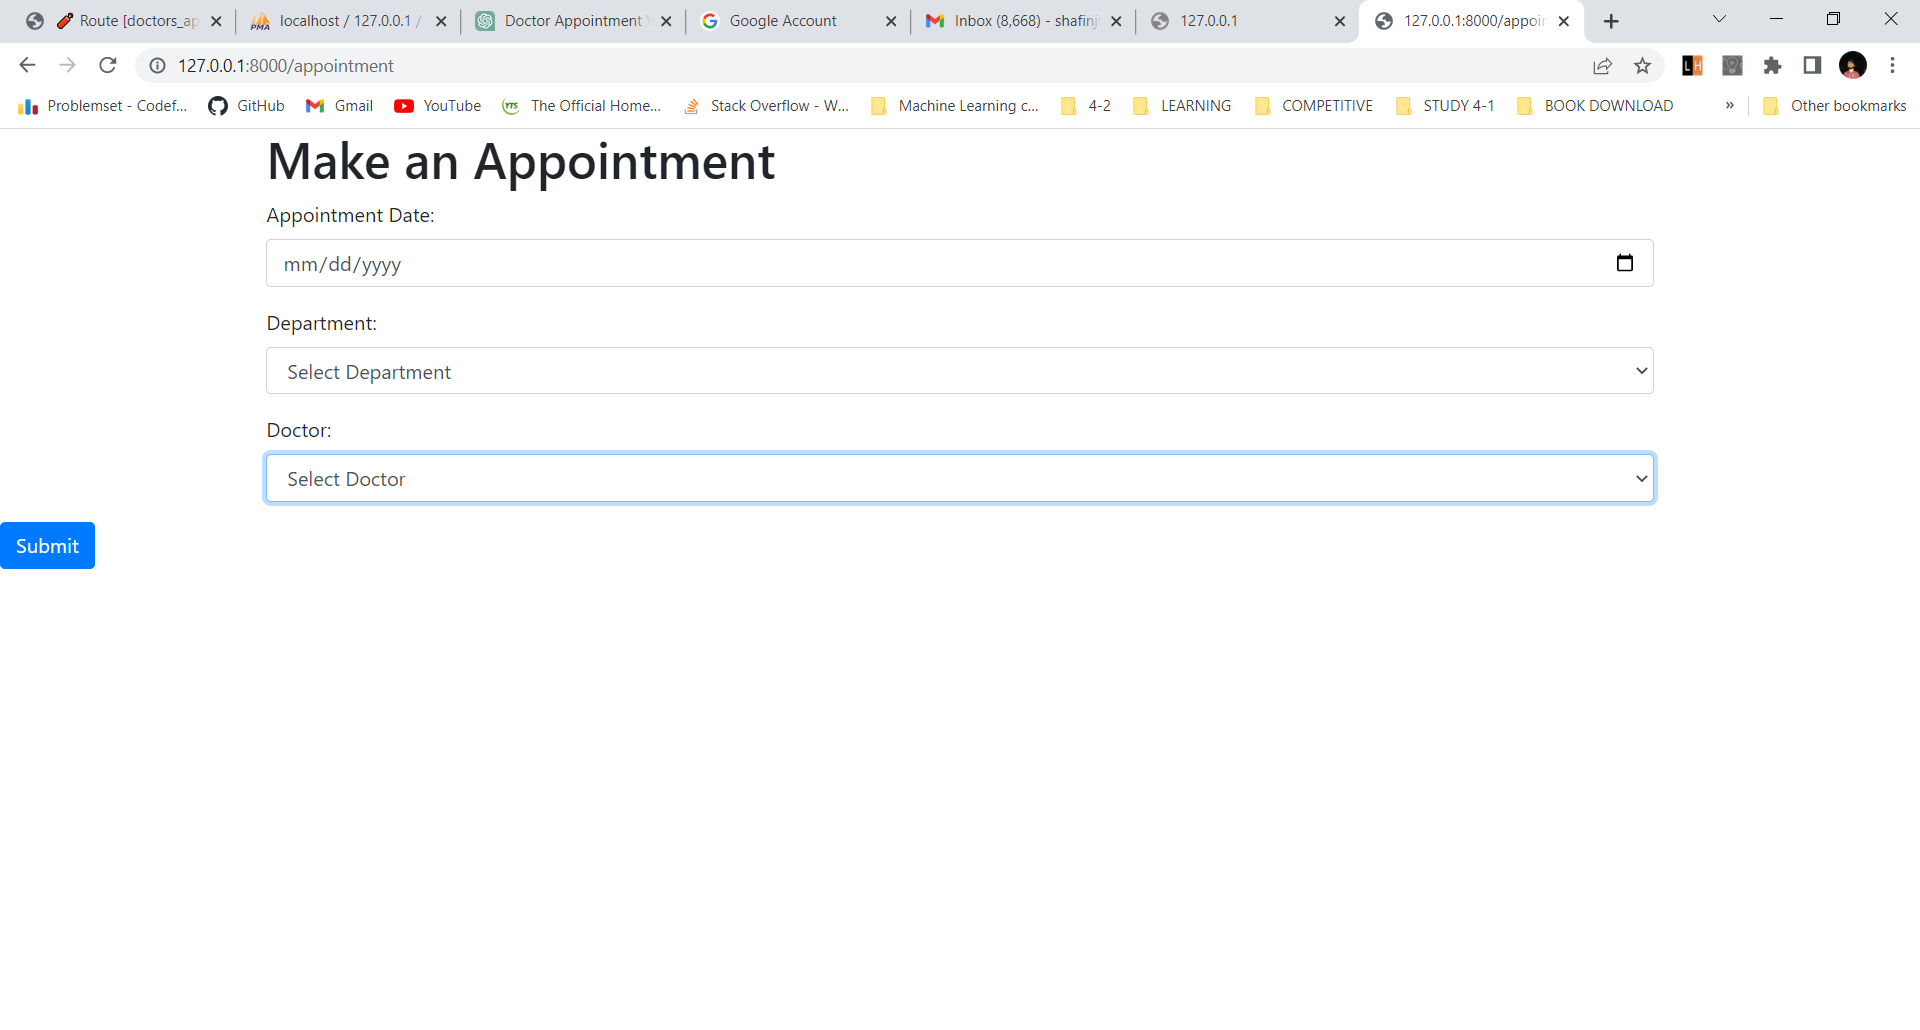 Route [doctors_ap
localhost / 127.0.0.1 /
Doctor Appointment
Google Account
Inbox (8,668) - shafinj
127.0.0.1
127.0.0.1:8000/appoin
127.0.0.1:8000/appointment
L H
Problemset - Codef...
GitHub
Gmail
YouTube
YTS
The Official Home...
Stack Overflow - W...
Machine Learning c...
4-2
LEARNING
COMPETITIVE
STUDY 4-1
BOOK DOWNLOAD
»
Other bookmarks
Make an Appointment
Appointment Date:
mm/dd/yyyy
Department:
Select Department
Doctor:
Select Doctor
Submit